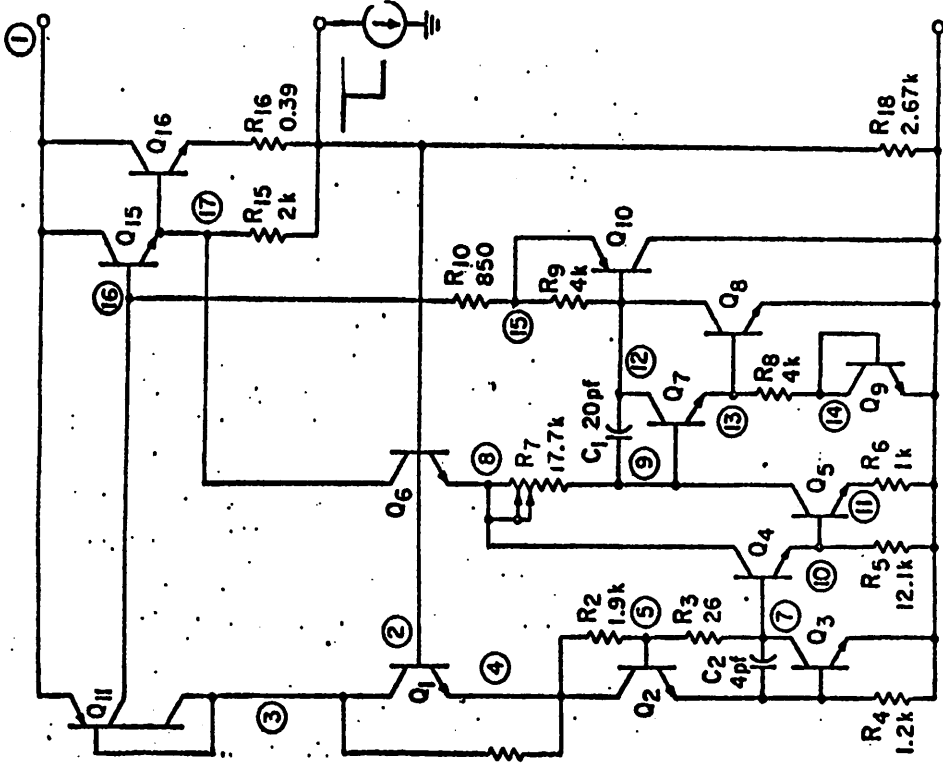 ①
Q15
Q16
R16
0.39
⑰
R15
2k
⑯
Q11
③
②
Q1
④
Q6
⑧
R7
17.7k
R10
850
⑮
R9
4k
Q10
⑫
C1 20pf
⑨
Q7
⑬
Q8
R8
4k
⑭
Q9
R18
2.67k
R2
1.9k
⑤
R3
26
⑦
Q2
C2
4pf
Q3
R4
1.2k
Q4
⑩
R5
12.1k
Q5
⑪
R6
1k